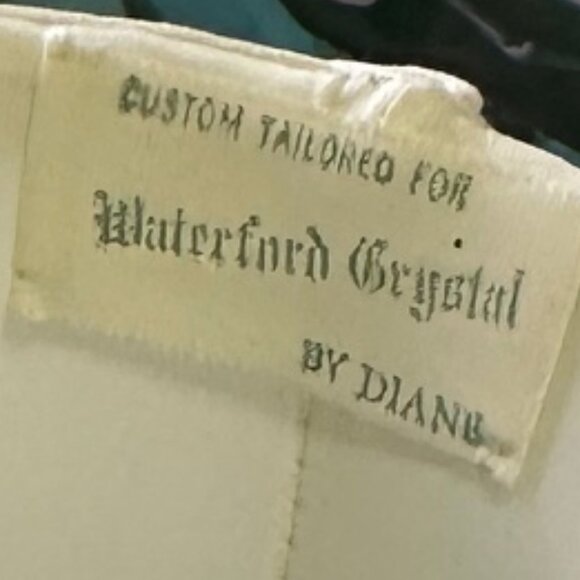 CUSTOM TAILORED FOR
Waterford Crystal
BY DIANE